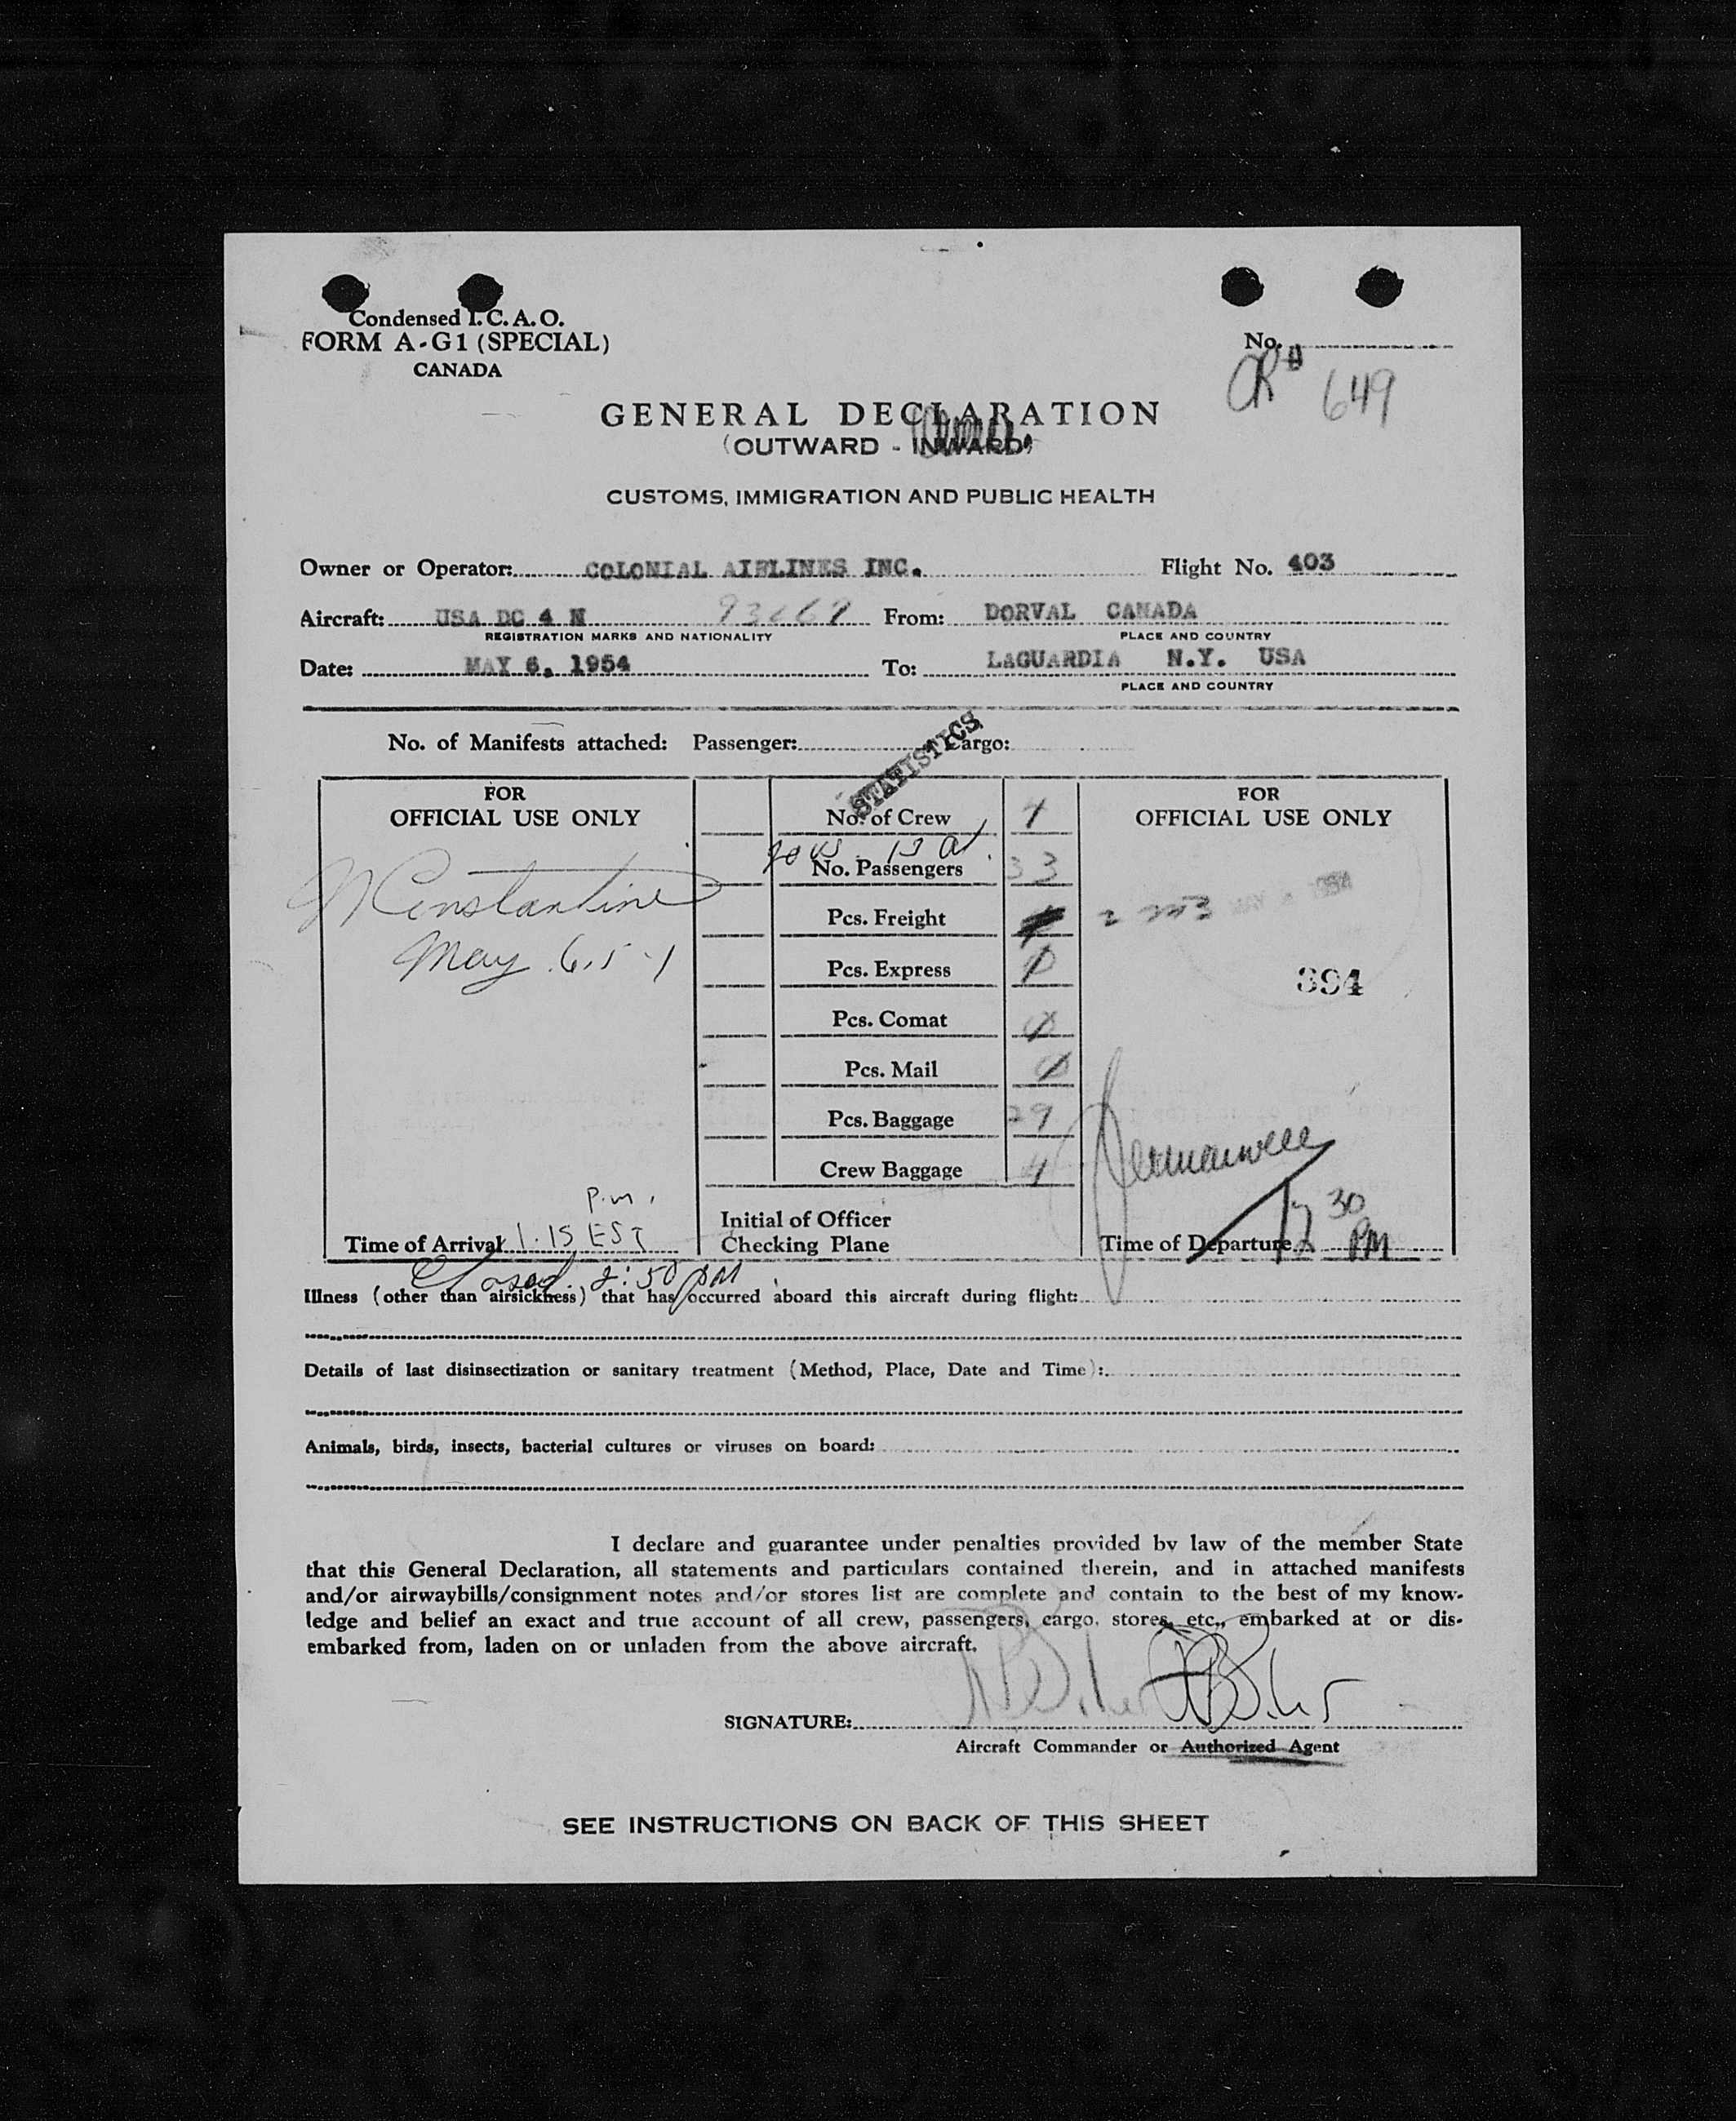 Condensed I.C.A.O.
FORM A-G1 (SPECIAL)
CANADA
No.
649
GENERAL DECLARATION
(OUTWARD - INWARD)
CUSTOMS, IMMIGRATION AND PUBLIC HEALTH
Owner or Operator: COLONIAL AIRLINES INC. Flight No. 403
Aircraft: USA DC 4 N From: DORVAL CANADA
REGISTRATION MARKS AND NATIONALITY PLACE AND COUNTRY
Date: MAY 6, 1954 To: LAGUARDIA N.Y. USA
PLACE AND COUNTRY
No. of Manifests attached: Passenger: Cargo:
STATISTICS
FOR
OFFICIAL USE ONLY
Constantine
May
p.m.
Time of Arrival 1.15 EST
Closed 2:50 PM
No. of Crew
No. Passengers 33
Pcs. Freight
Pcs. Express
Pcs. Comat
Pcs. Mail
Pcs. Baggage 29
Crew Baggage
Initial of Officer
Checking Plane
FOR
OFFICIAL USE ONLY
394
Time of Departure 30 PM
Illness (other than airsickness) that has occurred aboard this aircraft during flight:
Details of last disinsectization or sanitary treatment (Method, Place, Date and Time):
Animals, birds, insects, bacterial cultures or viruses on board:
I declare and guarantee under penalties provided by law of the member State
that this General Declaration, all statements and particulars contained therein, and in attached manifests
and/or airwaybills/consignment notes and/or stores list are complete and contain to the best of my know-
ledge and belief an exact and true account of all crew, passengers, cargo, stores, etc., embarked at or dis-
embarked from, laden on or unladen from the above aircraft.
SIGNATURE:
Aircraft Commander or Authorized Agent
SEE INSTRUCTIONS ON BACK OF THIS SHEET